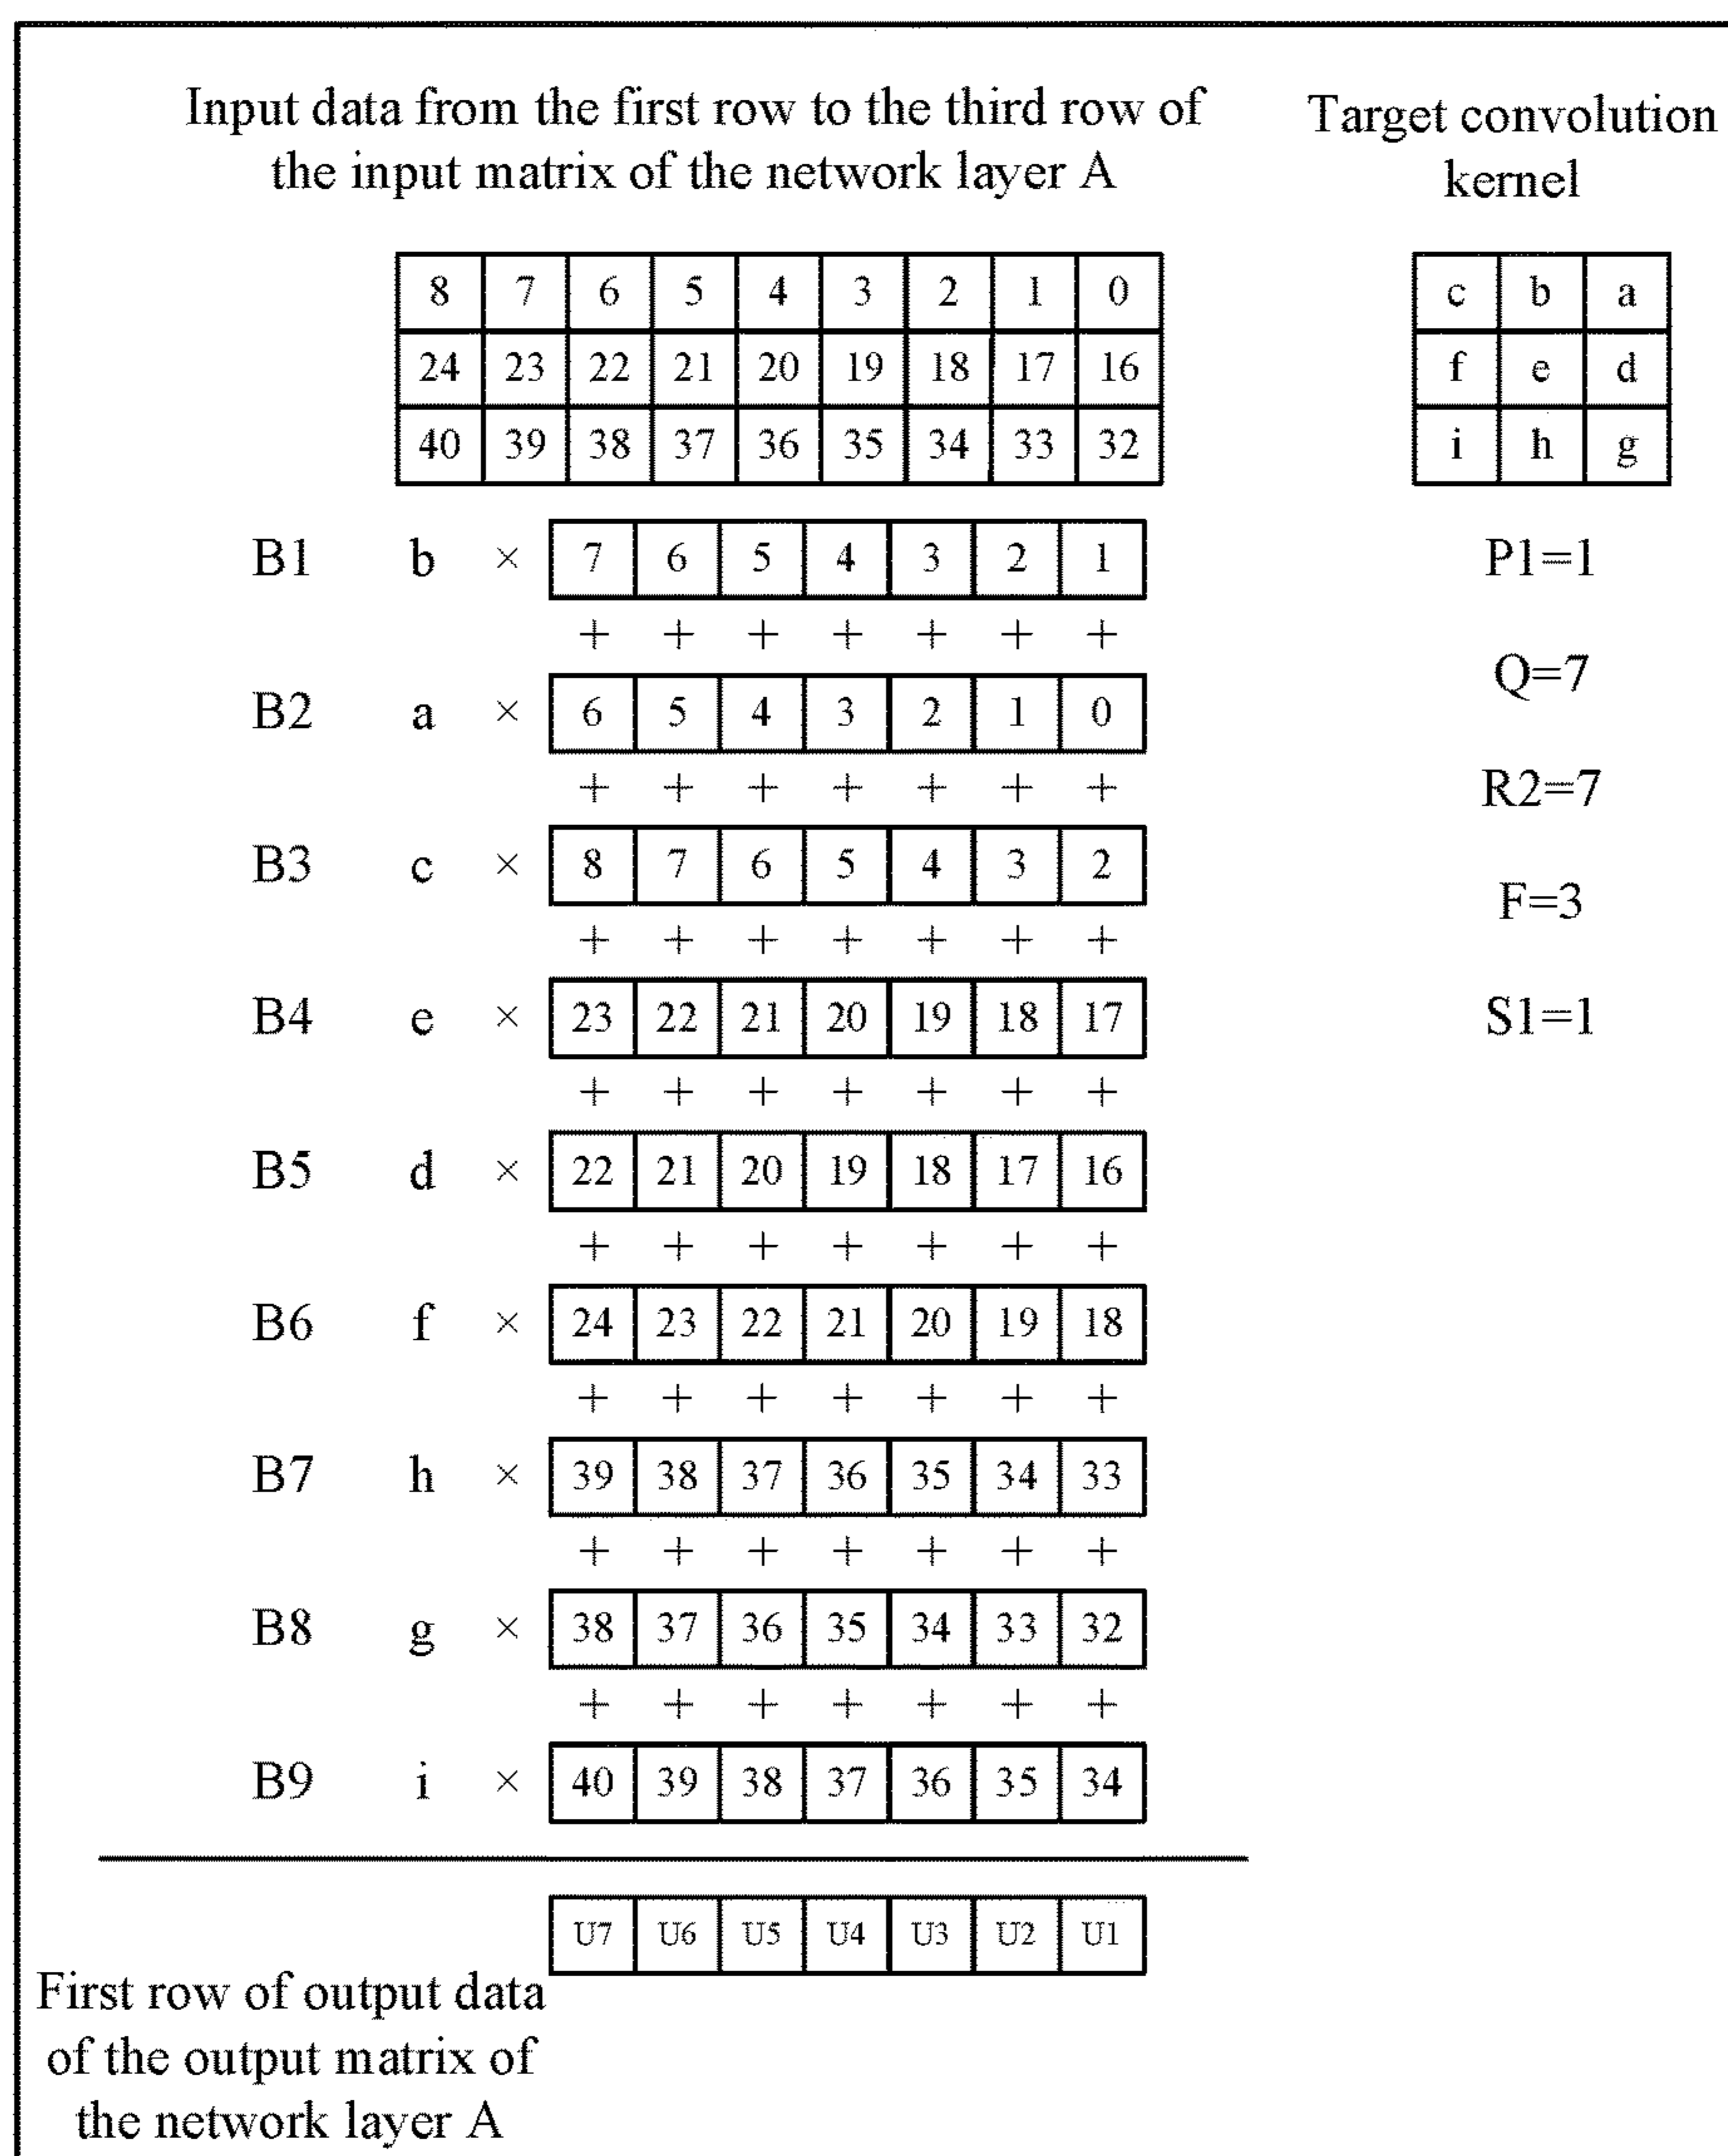 Input data from the first row to the third row of
the input matrix of the network layer A
Target convolution
kernel
8 7 6 5 4 3 2 1 0
24 23 22 21 20 19 18 17 16
40 39 38 37 36 35 34 33 32
c b a
f e d
i h g
B1 b × 7 6 5 4 3 2 1
+ + + + + + +
B2 a × 6 5 4 3 2 1 0
+ + + + + + +
B3 c × 8 7 6 5 4 3 2
+ + + + + + +
B4 e × 23 22 21 20 19 18 17
+ + + + + + +
B5 d × 22 21 20 19 18 17 16
+ + + + + + +
B6 f × 24 23 22 21 20 19 18
+ + + + + + +
B7 h × 39 38 37 36 35 34 33
+ + + + + + +
B8 g × 38 37 36 35 34 33 32
+ + + + + + +
B9 i × 40 39 38 37 36 35 34
P1=1
Q=7
R2=7
F=3
S1=1
U7 U6 U5 U4 U3 U2 U1
First row of output data
of the output matrix of
the network layer A